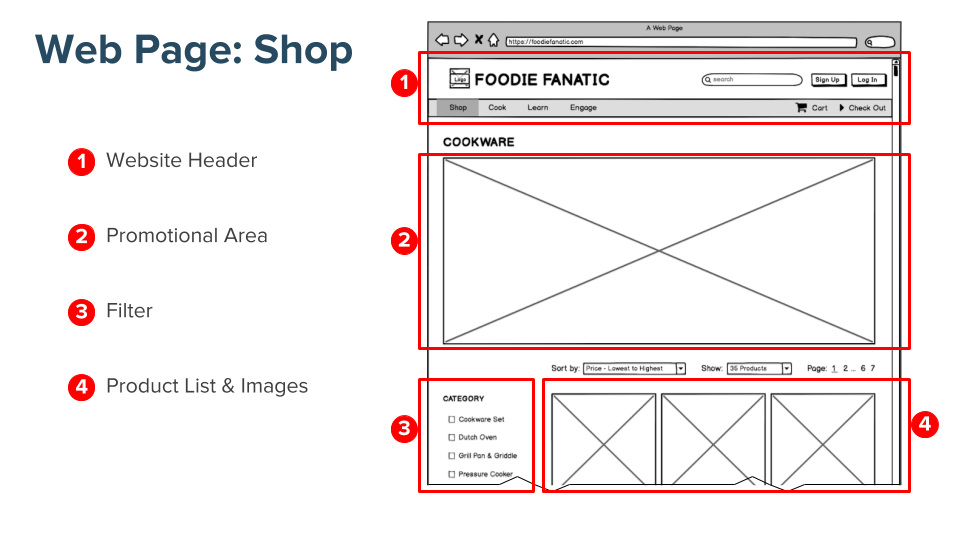 Web Page: Shop
1 Website Header
2 Promotional Area
3 Filter
4 Product List & Images
A Web Page
https://foodiefanatic.com
1
Logo FOODIE FANATIC search Sign Up Log In
Shop Cook Learn Engage Cart Check Out
COOKWARE
2
Sort by: Price - Lowest to Highest Show: 35 Products Page: 1 2 ... 6 7
CATEGORY
3
4
Cookware Set
Dutch Oven
Grill Pan & Griddle
Pressure Cooker